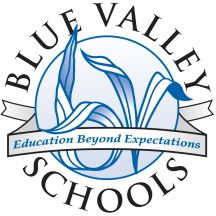 BLUE VALLEY
Education Beyond Expectations
SCHOOLS